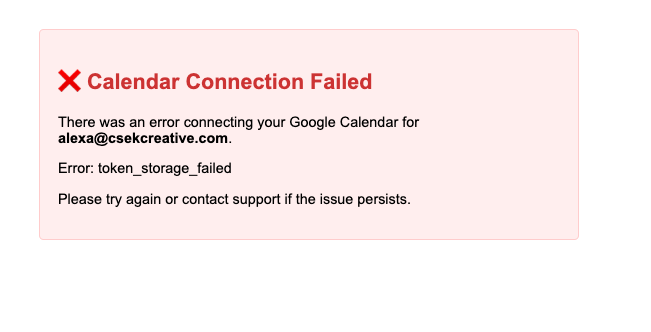 ❌ Calendar Connection Failed
There was an error connecting your Google Calendar for
alexa@csekcreative.com.
Error: token_storage_failed
Please try again or contact support if the issue persists.